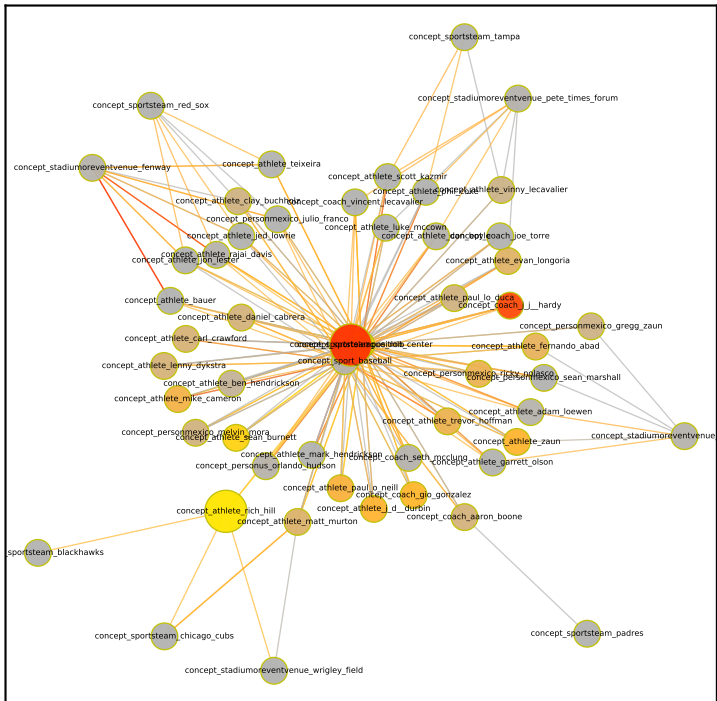 concept_sportsteam_tampa
concept_stadiumoreventvenue_pete_times_forum
concept_sportsteam_red_sox
concept_stadiumoreventvenue_fenway
concept_athlete_teixeira
concept_athlete_scott_kazmir
concept_athlete_vinny_lecavalier
concept_athlete_clay_buchholz
concept_coach_vincent_lecavalier
concept_personmexico_julio_franco
concept_athlete_luke_mccown
concept_athlete_jed_lowrie
concept_coach_joe_torre
concept_athlete_rajai_davis
concept_athlete_jon_lester
concept_athlete_evan_longoria
concept_athlete_bauer
concept_athlete_paul_lo_duca
concept_coach_j_j__hardy
concept_athlete_daniel_cabrera
concept_personmexico_gregg_zaun
concept_athlete_carl_crawford
concept_athlete_fernando_abad
concept_sport_baseball
concept_athlete_lenny_dykstra
concept_personmexico_ricky_nolasco
concept_personmexico_sean_marshall
concept_athlete_ben_hendrickson
concept_athlete_mike_cameron
concept_athlete_adam_loewen
concept_athlete_trevor_hoffman
concept_personmexico_melvin_mora
concept_athlete_sean_burnett
concept_athlete_zaun
concept_stadiumoreventvenue_
concept_athlete_mark_hendrickson
concept_coach_seth_mcclung
concept_athlete_garrett_olson
concept_personus_orlando_hudson
concept_athlete_paul_o_neill
concept_coach_gio_gonzalez
concept_athlete_rich_hill
concept_athlete_j_d__durbin
concept_athlete_matt_murton
concept_coach_aaron_boone
_sportsteam_blackhawks
concept_sportsteam_chicago_cubs
concept_sportsteam_padres
concept_stadiumoreventvenue_wrigley_field